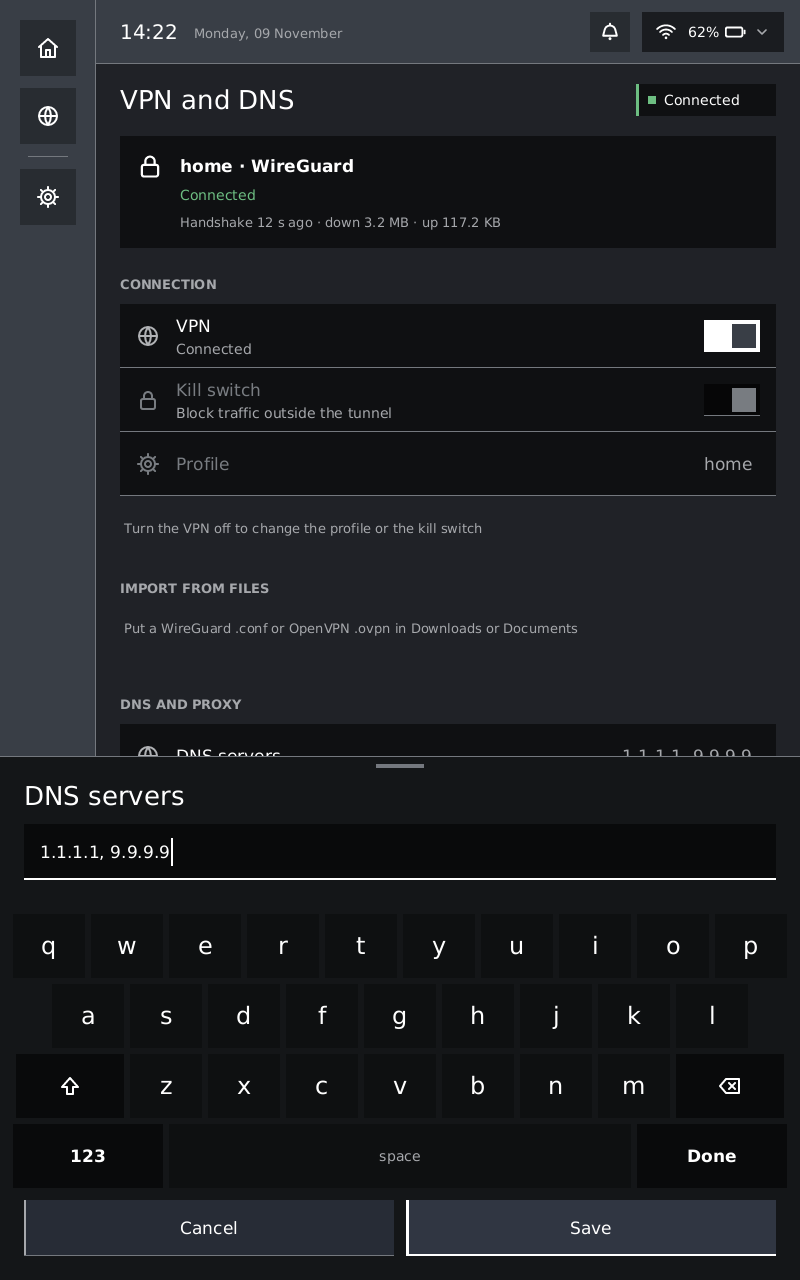 14:22 Monday, 09 November
62%
VPN and DNS
Connected
home · WireGuard
Connected
Handshake 12 s ago · down 3.2 MB · up 117.2 KB
CONNECTION
VPN
Connected
Kill switch
Block traffic outside the tunnel
Profile home
Turn the VPN off to change the profile or the kill switch
IMPORT FROM FILES
Put a WireGuard .conf or OpenVPN .ovpn in Downloads or Documents
DNS AND PROXY
DNS servers 1.1.1.1, 9.9.9.9
DNS servers
1.1.1.1, 9.9.9.9
q w e r t y u i o p
a s d f g h j k l
z x c v b n m
123 space Done
Cancel Save